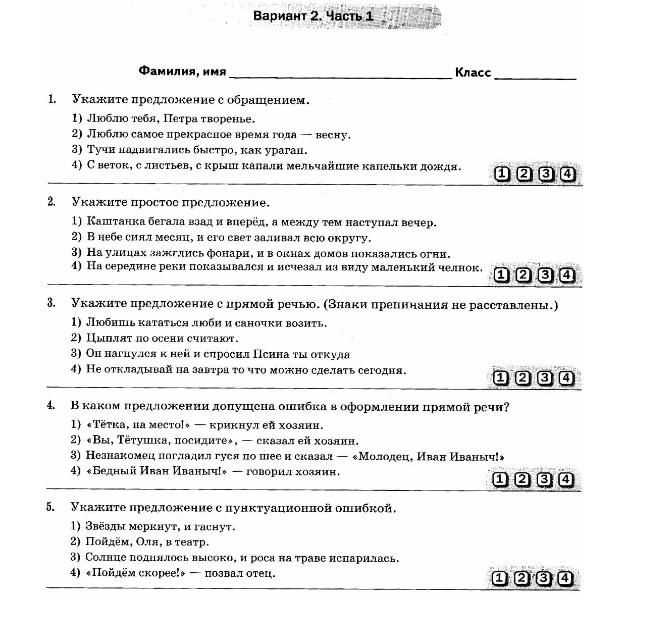 Вариант 2. Часть 1
Фамилия, имя ____________ Класс ____________
1. Укажите предложение с обращением.
1) Люблю тебя, Петра творенье.
2) Люблю самое прекрасное время года — весну.
3) Тучи надвигались быстро, как ураган.
4) С веток, с листьев, с крыш капали мельчайшие капельки дождя.
1 2 3 4
2. Укажите простое предложение.
1) Каштанка бегала взад и вперёд, а между тем наступал вечер.
2) В небе сиял месяц, и его свет заливал всю округу.
3) На улицах зажглись фонари, и в окнах домов показались огни.
4) На середине реки показывался и исчезал из виду маленький челнок.
1 2 3 4
3. Укажите предложение с прямой речью. (Знаки препинания не расставлены.)
1) Любишь кататься люби и саночки возить.
2) Цыплят по осени считают.
3) Он нагнулся к ней и спросил Псина ты откуда
4) Не откладывай на завтра то что можно сделать сегодня.
1 2 3 4
4. В каком предложении допущена ошибка в оформлении прямой речи?
1) «Тётка, на место!» — крикнул ей хозяин.
2) «Вы, Тётушка, посидите», — сказал ей хозяин.
3) Незнакомец погладил гуся по шее и сказал — «Молодец, Иван Иваныч!»
4) «Бедный Иван Иваныч!» — говорил хозяин.
1 2 3 4
5. Укажите предложение с пунктуационной ошибкой.
1) Звёзды меркнут, и гаснут.
2) Пойдём, Оля, в театр.
3) Солнце поднялось высоко, и роса на траве испарилась.
4) «Пойдём скорее!» — позвал отец.
1 2 3 4